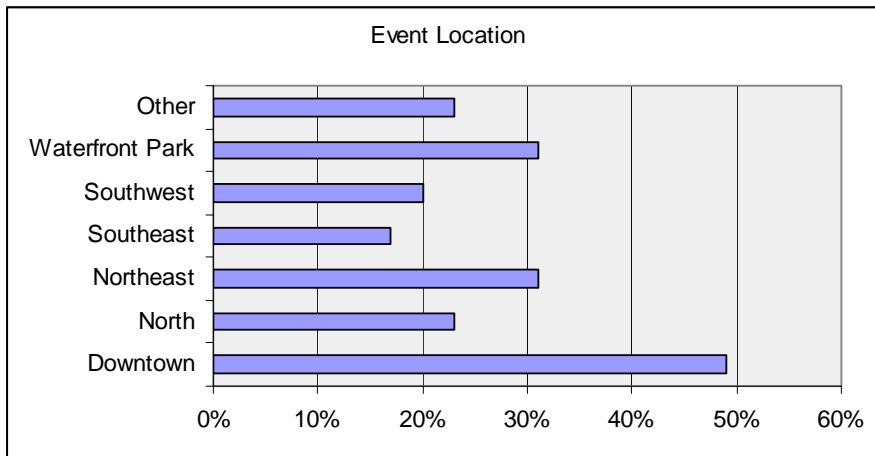 Event Location
Other
Waterfront Park
Southwest
Southeast
Northeast
North
Downtown
0% 10% 20% 30% 40% 50% 60%